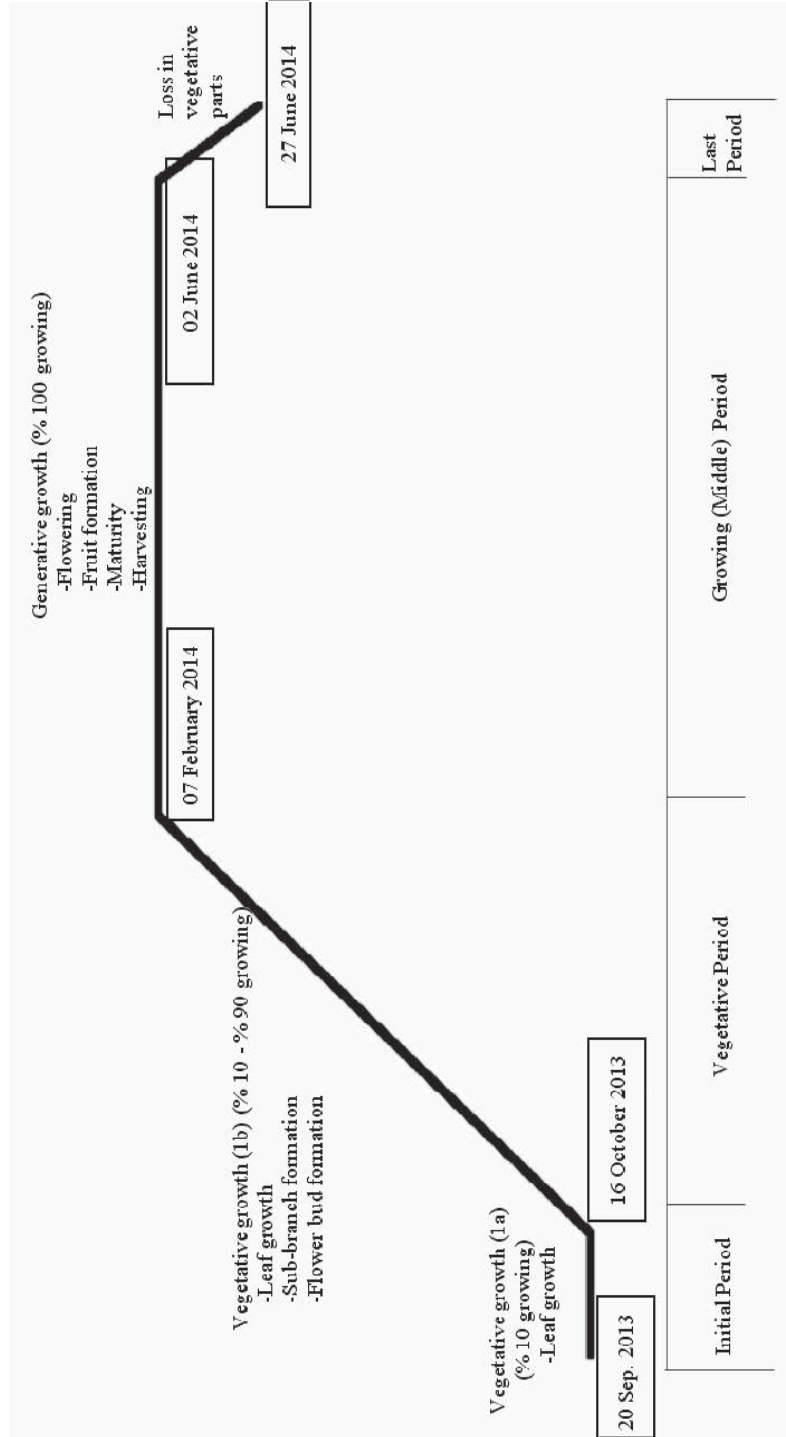 Generative growth (% 100 growing)
-Flowering
-Fruit formation
-Maturity
-Harvesting
Loss in
vegetative
parts
07 February 2014
02 June 2014
27 June 2014
Vegetative growth (1b) (% 10 - % 90 growing)
-Leaf growth
-Sub-branch formation
-Flower bud formation
Vegetative growth (1a)
(% 10 growing)
-Leaf growth
20 Sep. 2013
16 October 2013
Initial Period
Vegetative Period
Growing (Middle) Period
Last
Period